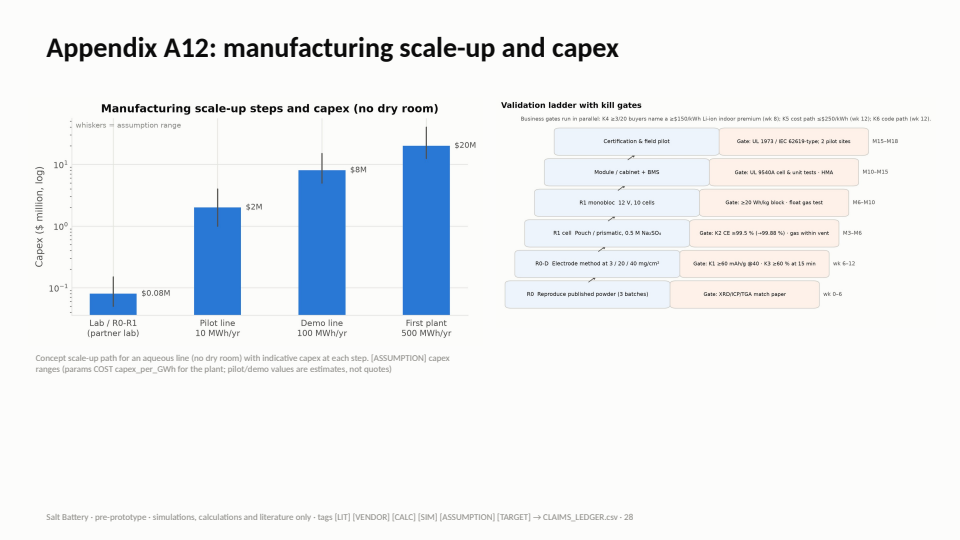 Appendix A12: manufacturing scale-up and capex
Manufacturing scale-up steps and capex (no dry room)
whiskers = assumption range
Capex ($ million, log)
10¹
10⁰
10⁻¹
$0.08M
$2M
$8M
$20M
Lab / R0-R1
(partner lab)
Pilot line
10 MWh/yr
Demo line
100 MWh/yr
First plant
500 MWh/yr
Concept scale-up path for an aqueous line (no dry room) with indicative capex at each step. [ASSUMPTION] capex
ranges (params COST capex_per_GWh for the plant; pilot/demo values are estimates, not quotes)
Validation ladder with kill gates
Business gates run in parallel: K4 ≥3/20 buyers name a ≥$150/kWh Li-ion indoor premium (wk 8); K5 cost path ≤$250/kWh (wk 12); K6 code path (wk 12).
Certification & field pilot
Gate: UL 1973 / IEC 62619-type; 2 pilot sites
M15–M18
Module / cabinet + BMS
Gate: UL 9540A cell & unit tests · HMA
M10–M15
R1 monobloc 12 V, 10 cells
Gate: ≥20 Wh/kg block · float gas test
M6–M10
R1 cell Pouch / prismatic, 0.5 M Na₂SO₄
Gate: K2 CE ≥99.5 % (→99.88 %) · gas within vent
M3–M6
R0-D Electrode method at 3 / 20 / 40 mg/cm²
Gate: K1 ≥60 mAh/g @40 · K3 ≥60 % at 15 min
wk 6–12
R0 Reproduce published powder (3 batches)
Gate: XRD/ICP/TGA match paper
wk 0–6
Salt Battery - pre-prototype - simulations, calculations and literature only - tags [LIT] [VENDOR] [CALC] [SIM] [ASSUMPTION] [TARGET] → CLAIMS_LEDGER.csv · 28